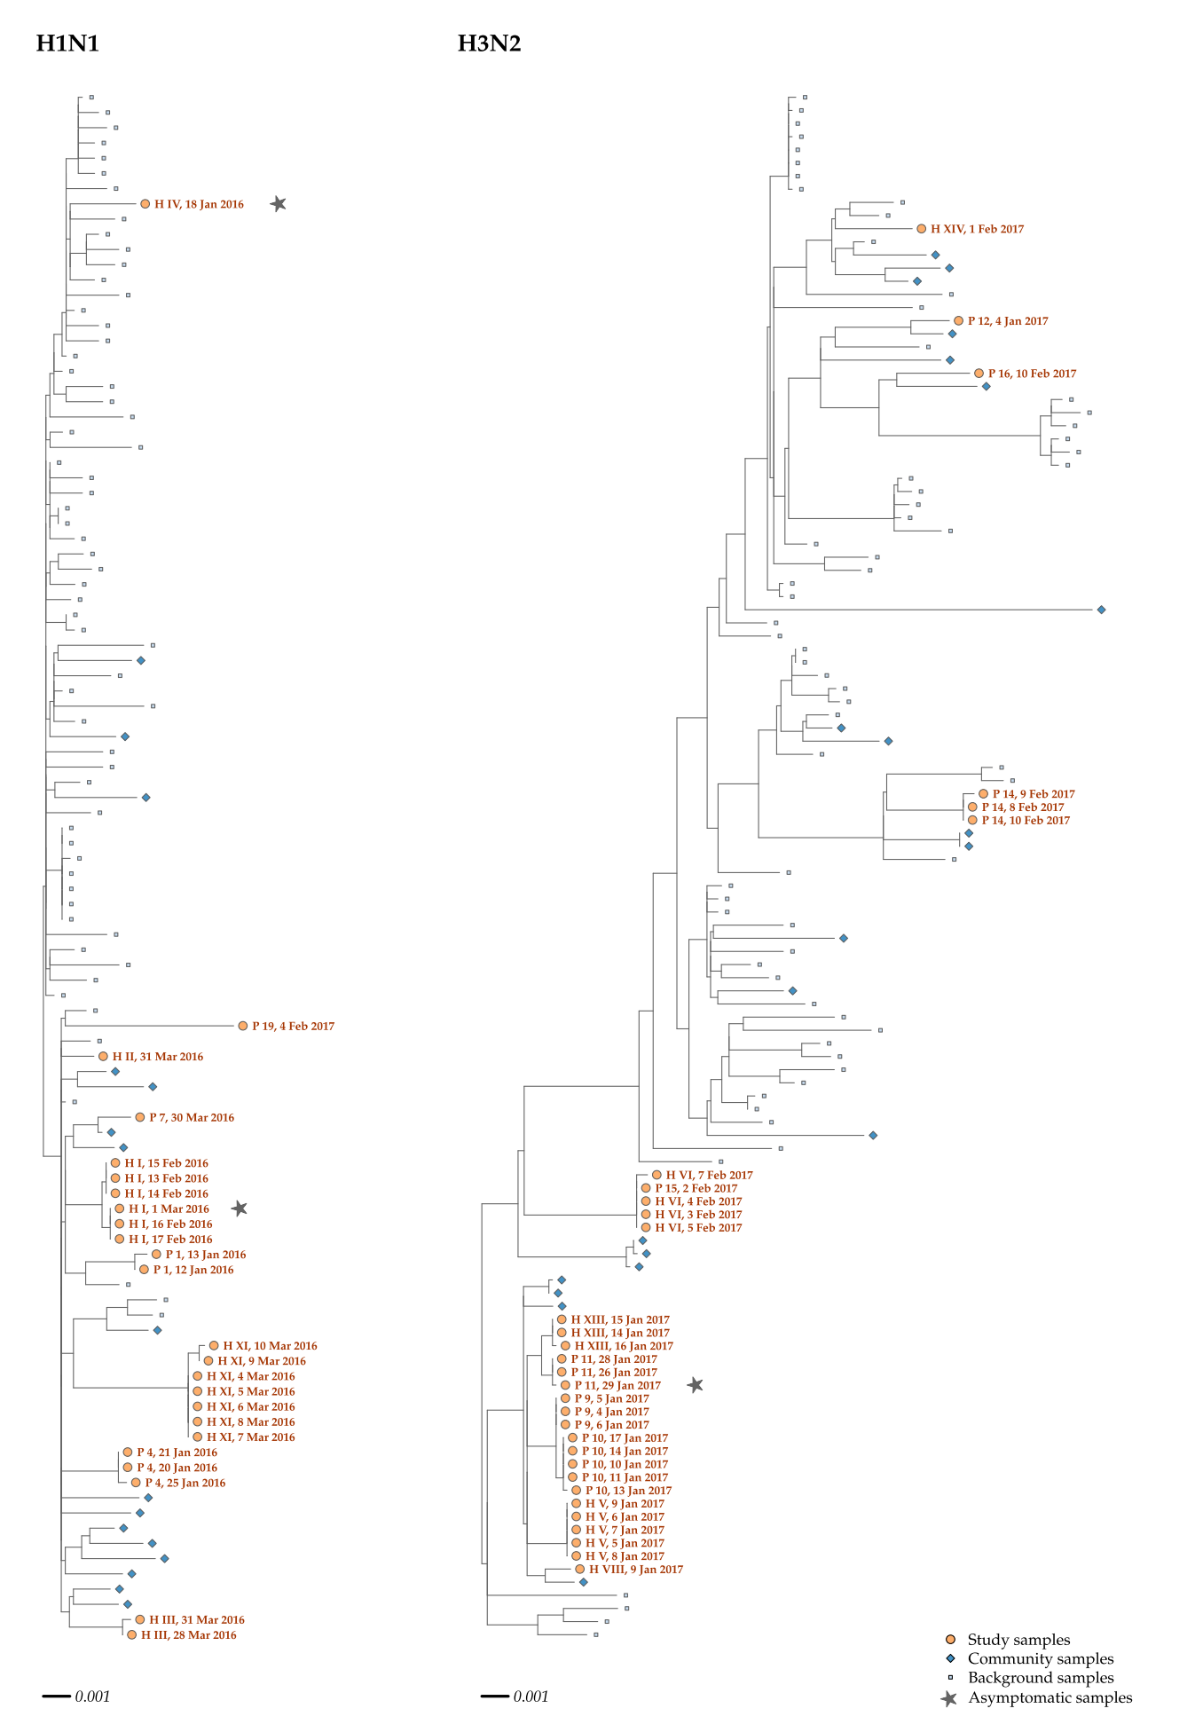 H1N1
H IV, 18 Jan 2016
P 19, 4 Feb 2017
H II, 31 Mar 2016
P 7, 30 Mar 2016
H I, 15 Feb 2016
H I, 13 Feb 2016
H I, 14 Feb 2016
H I, 1 Mar 2016
H I, 16 Feb 2016
H I, 17 Feb 2016
P 1, 13 Jan 2016
P 1, 12 Jan 2016
H XI, 10 Mar 2016
H XI, 9 Mar 2016
H XI, 4 Mar 2016
H XI, 5 Mar 2016
H XI, 6 Mar 2016
H XI, 8 Mar 2016
H XI, 7 Mar 2016
P 4, 21 Jan 2016
P 4, 20 Jan 2016
P 4, 25 Jan 2016
H III, 31 Mar 2016
H III, 28 Mar 2016
0.001
H3N2
H XIV, 1 Feb 2017
P 12, 4 Jan 2017
P 16, 10 Feb 2017
P 14, 9 Feb 2017
P 14, 8 Feb 2017
P 14, 10 Feb 2017
H VI, 7 Feb 2017
P 15, 2 Feb 2017
H VI, 4 Feb 2017
H VI, 3 Feb 2017
H VI, 5 Feb 2017
H XIII, 15 Jan 2017
H XIII, 14 Jan 2017
H XIII, 16 Jan 2017
P 11, 28 Jan 2017
P 11, 26 Jan 2017
P 11, 29 Jan 2017
P 9, 5 Jan 2017
P 9, 4 Jan 2017
P 9, 6 Jan 2017
P 10, 17 Jan 2017
P 10, 14 Jan 2017
P 10, 10 Jan 2017
P 10, 11 Jan 2017
P 10, 13 Jan 2017
H V, 9 Jan 2017
H V, 6 Jan 2017
H V, 7 Jan 2017
H V, 5 Jan 2017
H V, 8 Jan 2017
H VIII, 9 Jan 2017
0.001
Study samples
Community samples
Background samples
Asymptomatic samples